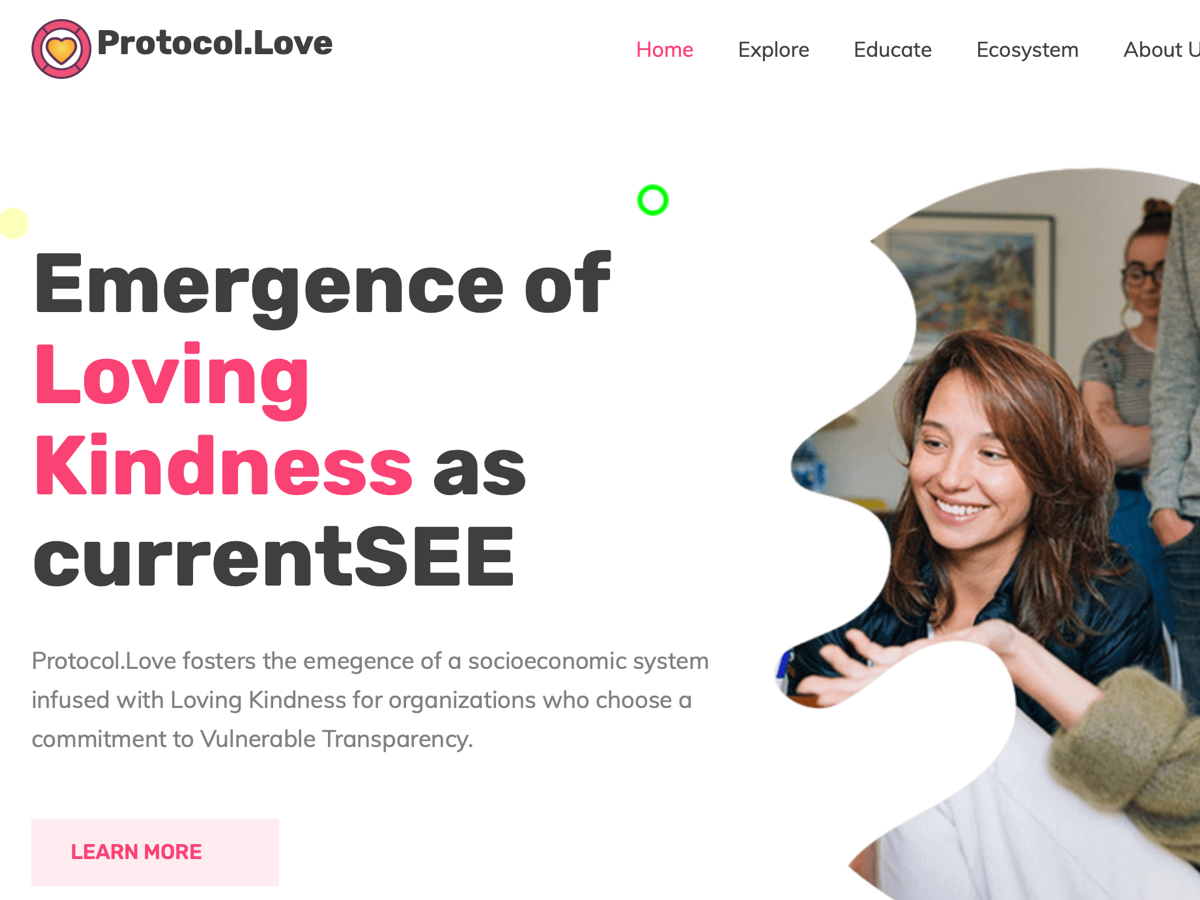 Protocol.Love
Home Explore Educate Ecosystem About
Emergence of
Loving
Kindness as
currentSEE
Protocol.Love fosters the emegence of a socioeconomic system
infused with Loving Kindness for organizations who choose a
commitment to Vulnerable Transparency.
LEARN MORE